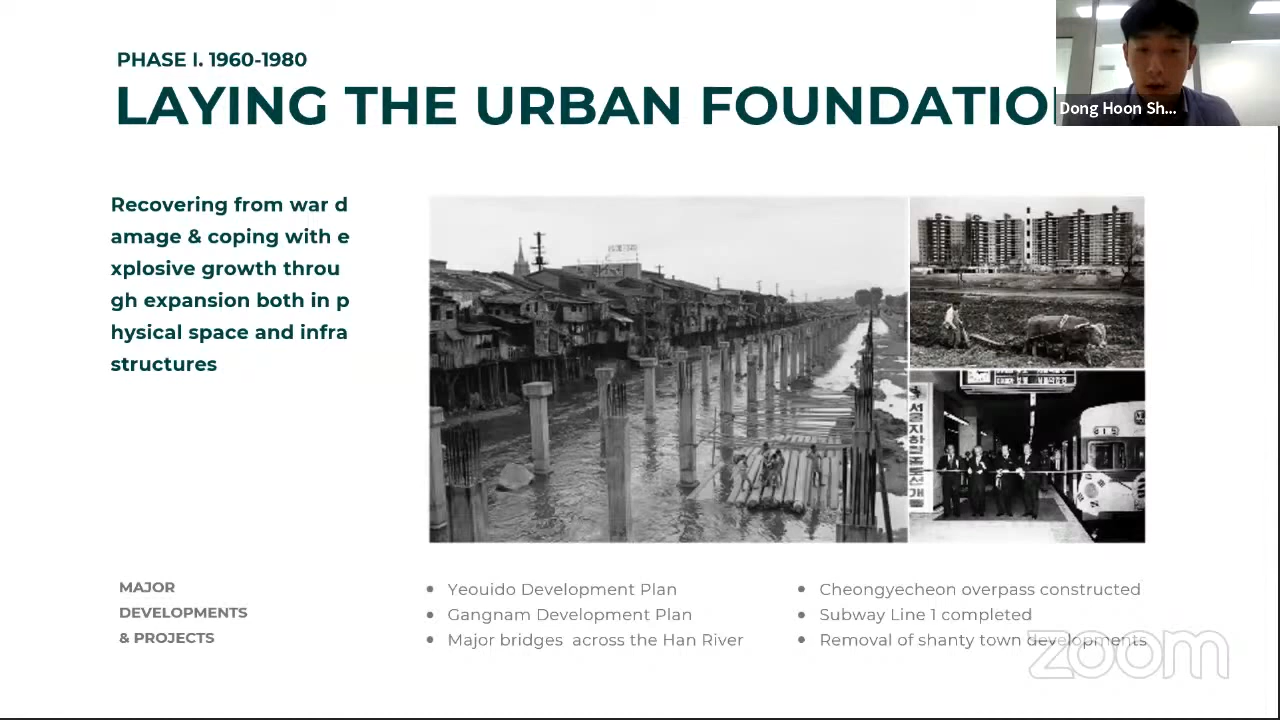 PHASE I. 1960-1980
LAYING THE URBAN FOUNDATIO
Dong Hoon Sh...
Recovering from war d
amage & coping with e
xplosive growth throu
gh expansion both in p
hysical space and infra
structures
MAJOR
DEVELOPMENTS
& PROJECTS
• Yeouido Development Plan
• Gangnam Development Plan
• Major bridges across the Han River
• Cheongyecheon overpass constructed
• Subway Line 1 completed
• Removal of shanty town developments
zoom